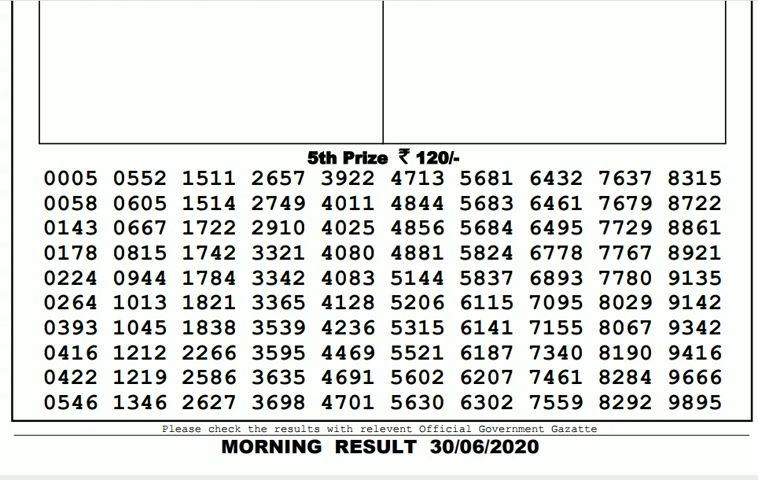 5th Prize ₹ 120/-
0005 0552 1511 2657 3922 4713 5681 6432 7637 8315
0058 0605 1514 2749 4011 4844 5683 6461 7679 8722
0143 0667 1722 2910 4025 4856 5684 6495 7729 8861
0178 0815 1742 3321 4080 4881 5824 6778 7767 8921
0224 0944 1784 3342 4083 5144 5837 6893 7780 9135
0264 1013 1821 3365 4128 5206 6115 7095 8029 9142
0393 1045 1838 3539 4236 5315 6141 7155 8067 9342
0416 1212 2266 3595 4469 5521 6187 7340 8190 9416
0422 1219 2586 3635 4691 5602 6207 7461 8284 9666
0546 1346 2627 3698 4701 5630 6302 7559 8292 9895
Please check the results with relevent Official Government Gazatte
MORNING RESULT 30/06/2020